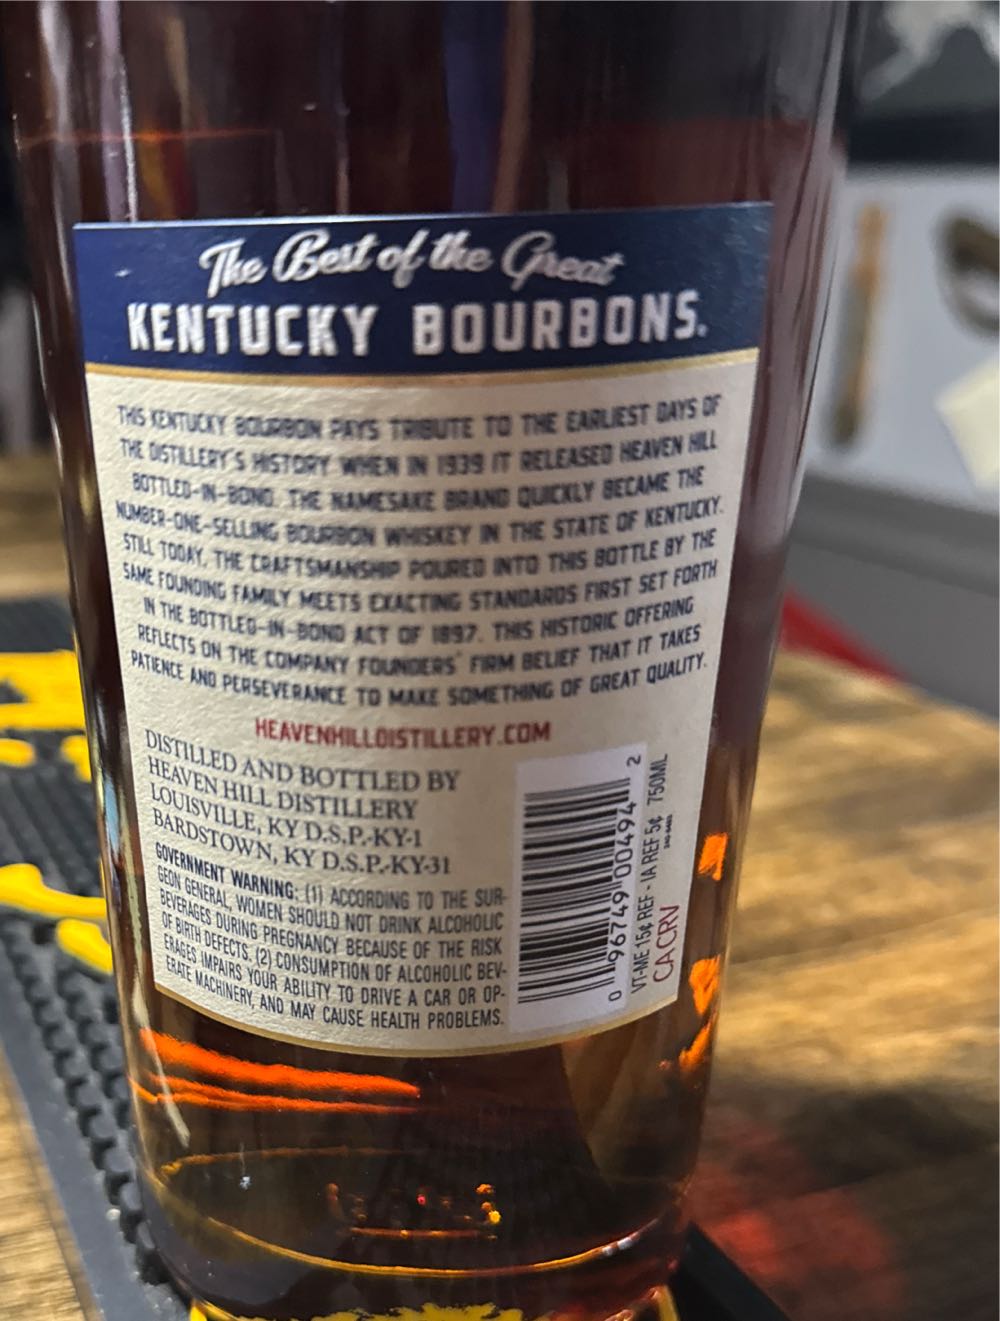 The Best of the Great
KENTUCKY BOURBONS.
THIS KENTUCKY BOURBON PAYS TRIBUTE TO THE EARLIEST DAYS OF
THE DISTILLERY'S HISTORY WHEN IN 1939 IT RELEASED HEAVEN HILL
BOTTLED-IN-BOND. THE NAMESAKE BRAND QUICKLY BECAME THE
NUMBER-ONE-SELLING BOURBON WHISKEY IN THE STATE OF KENTUCKY.
STILL TODAY, THE CRAFTSMANSHIP POURED INTO THIS BOTTLE BY THE
SAME FOUNDING FAMILY MEETS EXACTING STANDARDS FIRST SET FORTH
IN THE BOTTLED-IN-BOND ACT OF 1897. THIS HISTORIC OFFERING
REFLECTS ON THE COMPANY FOUNDERS' FIRM BELIEF THAT IT TAKES
PATIENCE AND PERSEVERANCE TO MAKE SOMETHING OF GREAT QUALITY.
HEAVENHILLDISTILLERY.COM
DISTILLED AND BOTTLED BY
HEAVEN HILL DISTILLERY
LOUISVILLE, KY D.S.P.-KY-1
BARDSTOWN, KY D.S.P.-KY-31
GOVERNMENT WARNING: (1) ACCORDING TO THE SUR-
GEON GENERAL, WOMEN SHOULD NOT DRINK ALCOHOLIC
BEVERAGES DURING PREGNANCY BECAUSE OF THE RISK
OF BIRTH DEFECTS. (2) CONSUMPTION OF ALCOHOLIC BEV-
ERAGES IMPAIRS YOUR ABILITY TO DRIVE A CAR OR OP-
ERATE MACHINERY, AND MAY CAUSE HEALTH PROBLEMS.
0 96749 00494 2
VT-ME 15¢ REF - IA REF 5¢ 750ML
CA CRV